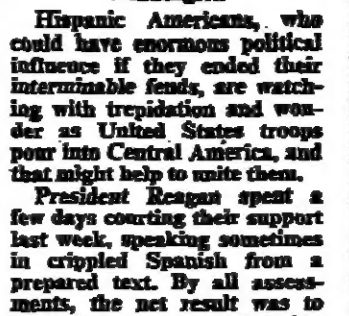 Hispanic Americans, who
could have enormous political
influence if they ended their
interminable feuds, are watch-
ing with trepidation and won-
der as United States troops
pour into Central America, and
that might help to unite them.
President Reagan spent a
few days courting their support
last week, speaking sometimes
in crippled Spanish from a
prepared text. By all assess-
ments, the net result was to